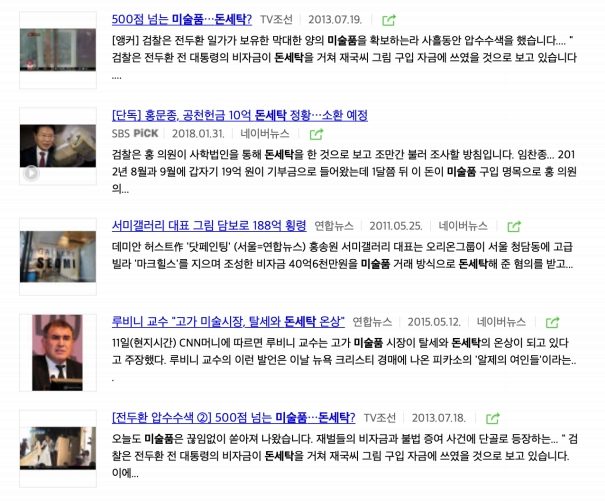 500점 넘는 미술품…돈세탁? TV조선 2013.07.19.
[앵커] 검찰은 전두환 일가가 보유한 막대한 양의 미술품을 확보하느라 사흘동안 압수수색을 했습니다.... "
검찰은 전두환 전 대통령의 비자금이 돈세탁을 거쳐 재국씨 그림 구입 자금에 쓰였을 것으로 보고 있습니다
....
[단독] 홍문종, 공천헌금 10억 돈세탁 정황…소환 예정
SBS PiCK 2018.01.31. 네이버뉴스
검찰은 홍 의원이 사학법인을 통해 돈세탁을 한 것으로 보고 조만간 불러 조사할 방침입니다. 임찬종... 201
2년 8월과 9월에 갑자기 19억 원이 기부금으로 들어왔는데 1달쯤 뒤 이 돈이 미술품 구입 명목으로 홍 의원
의...
서미갤러리 대표 그림 담보로 188억 횡령 연합뉴스 2011.05.25. 네이버뉴스
데미안 허스트作 '닷페인팅' (서울=연합뉴스) 홍송원 서미갤러리 대표는 오리온그룹이 서울 청담동에 고급
빌라 '마크힐스'를 지으며 조성한 비자금 40억6천만원을 미술품 거래 방식으로 돈세탁해 준 혐의를 받고...
GALLERY
SEOMI
루비니 교수 "고가 미술시장, 탈세와 돈세탁 온상" 연합뉴스 2015.05.12. 네이버뉴스
11일(현지시간) CNN머니에 따르면 루비니 교수는 고가 미술품 시장이 탈세와 돈세탁의 온상이 되고 있다
고 주장했다. 루비니 교수의 이런 발언은 이날 뉴욕 크리스티 경매에 나온 피카소의 '알제의 여인들'이라는..
.
[전두환 압수수색 ②] 500점 넘는 미술품…돈세탁? TV조선 2013.07.18.
오늘도 미술품은 끊임없이 쏟아져 나왔습니다. 재벌들의 비자금과 불법 증여 사건에 단골로 등장하는... " 검
찰은 전두환 전 대통령의 비자금이 돈세탁을 거쳐 재국씨 그림 구입 자금에 쓰였을 것으로 보고 있습니다.
이에...